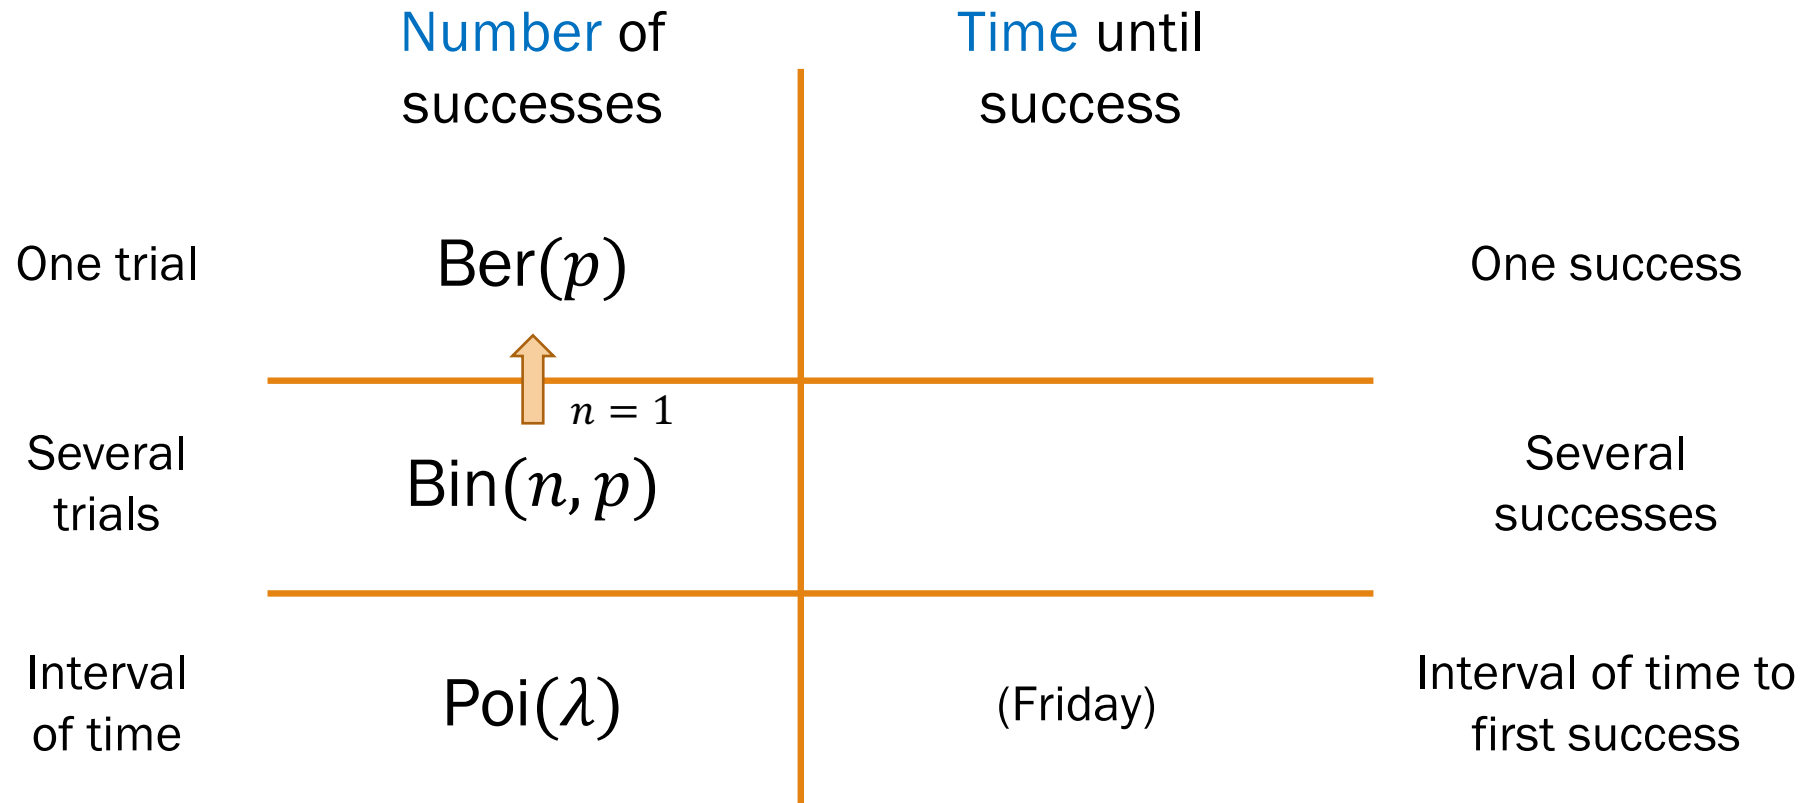 Number of
successes
Time until
success
One trial
Ber(𝑝)
One success
𝑛 = 1
Several
trials
Bin(𝑛, 𝑝)
Several
successes
Interval
of time
Poi(𝜆)
(Friday)
Interval of time to
first success